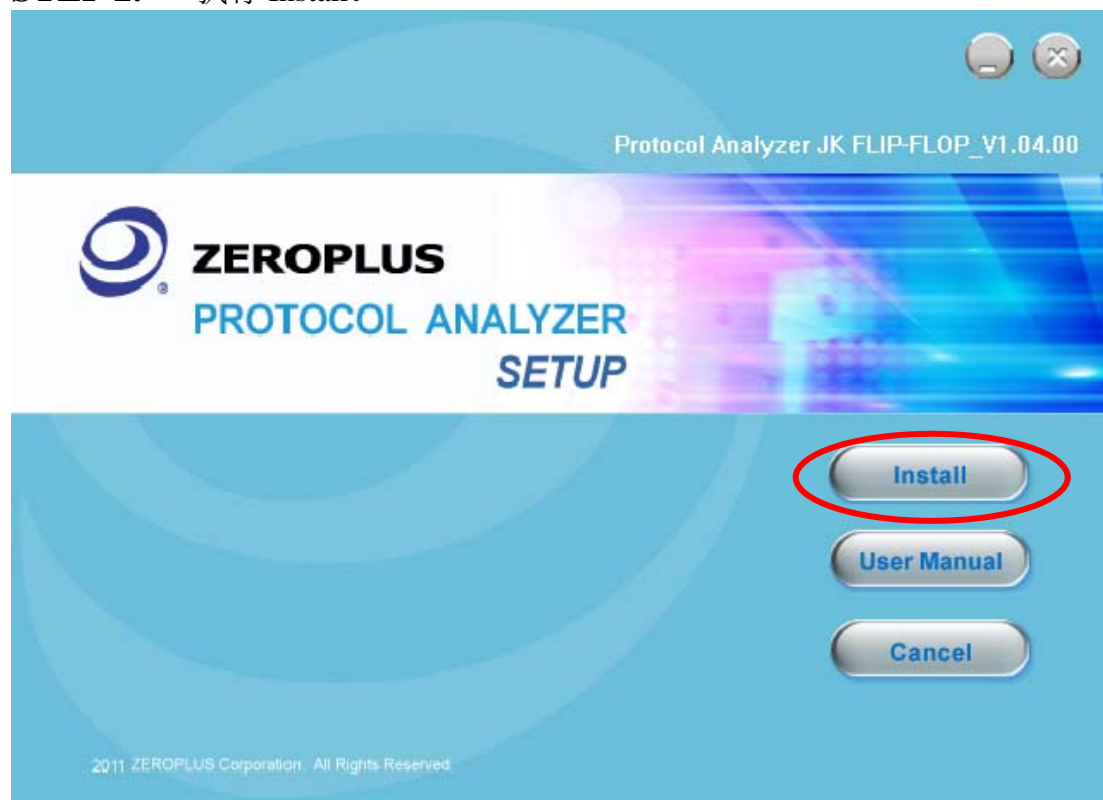 Protocol Analyzer JK FLIP-FLOP_V1.04.00
ZEROPLUS
PROTOCOL ANALYZER
SETUP
Install
User Manual
Cancel
2011 ZEROPLUS Corporation. All Rights Reserved.